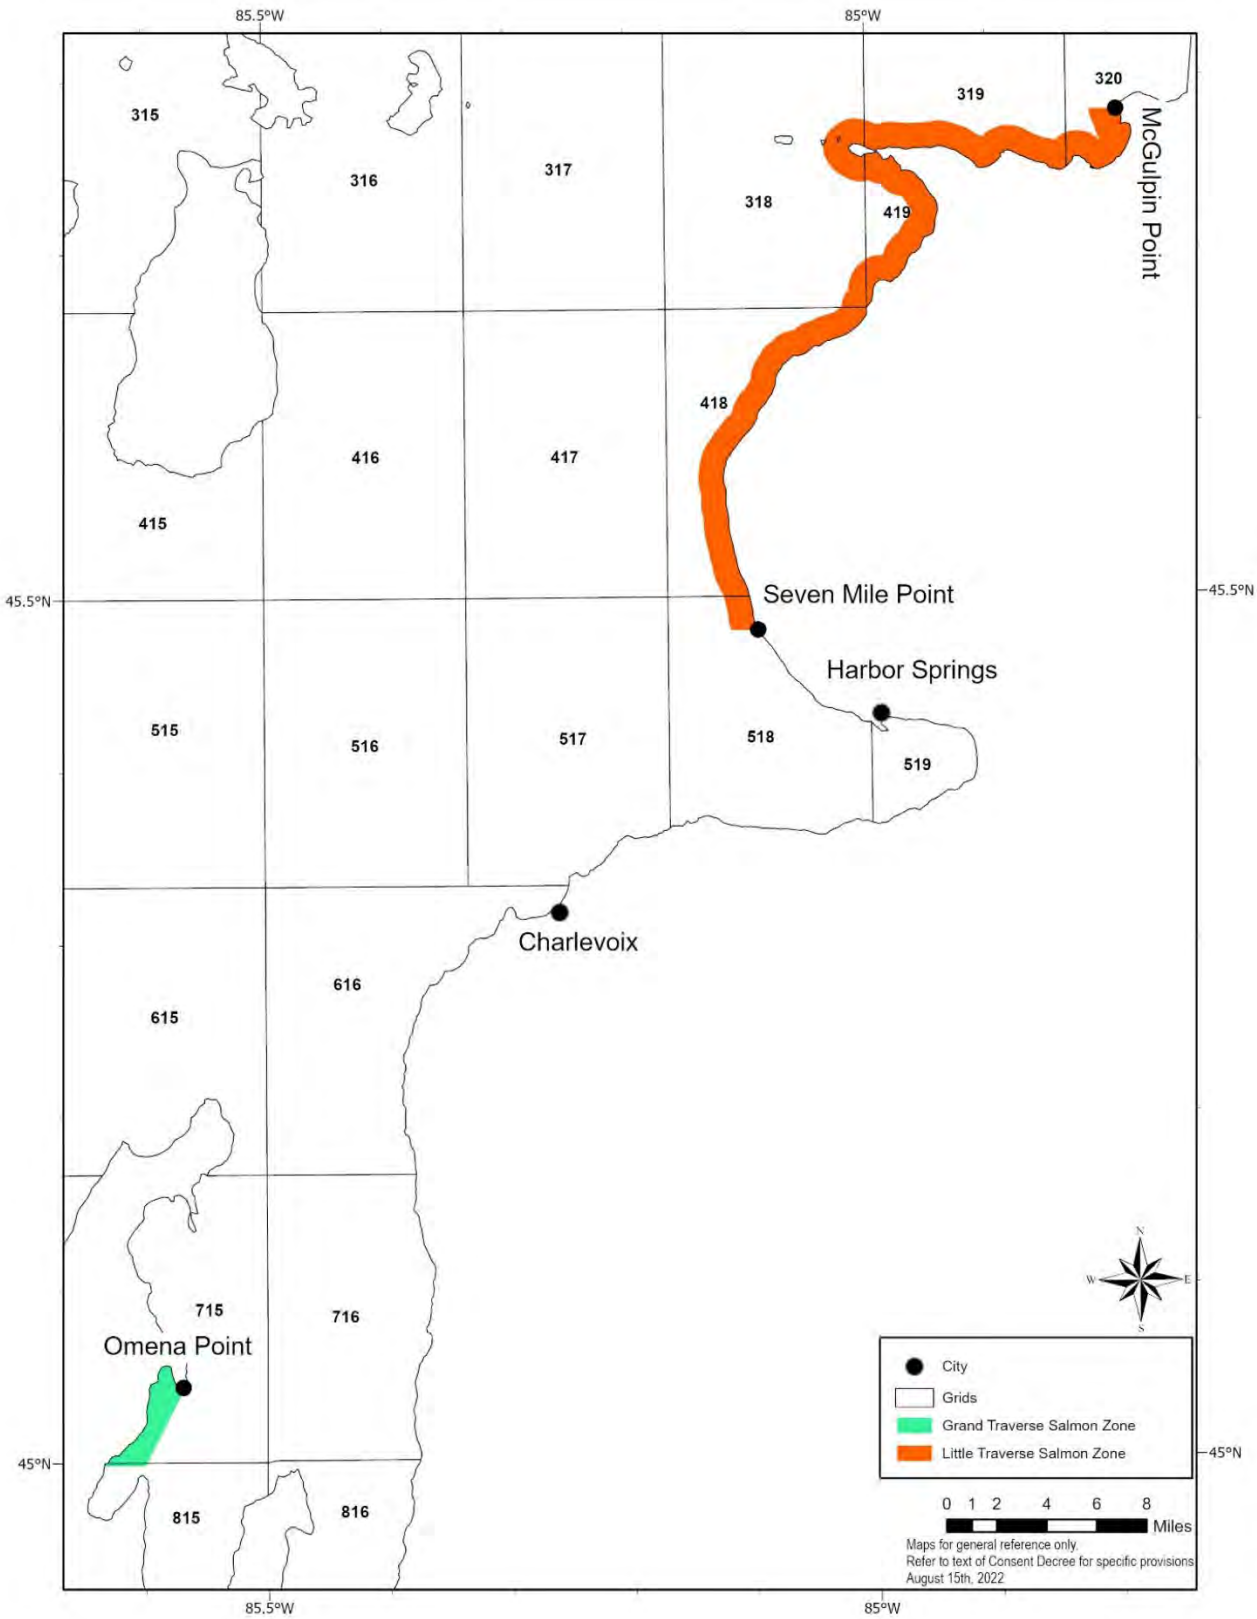 85.5°W
85°W
320
319
315
McGulpin Point
317
316
318
419
418
416
417
415
45.5°N
45.5°N
Seven Mile Point
Harbor Springs
515
516
517
518
519
Charlevoix
616
615
N
W
E
S
715
716
Omena Point
City
Grids
Grand Traverse Salmon Zone
Little Traverse Salmon Zone
45°N
45°N
815
816
0 1 2 4 6 8
Miles
Maps for general reference only.
Refer to text of Consent Decree for specific provisions
August 15th, 2022
85.5°W
85°W